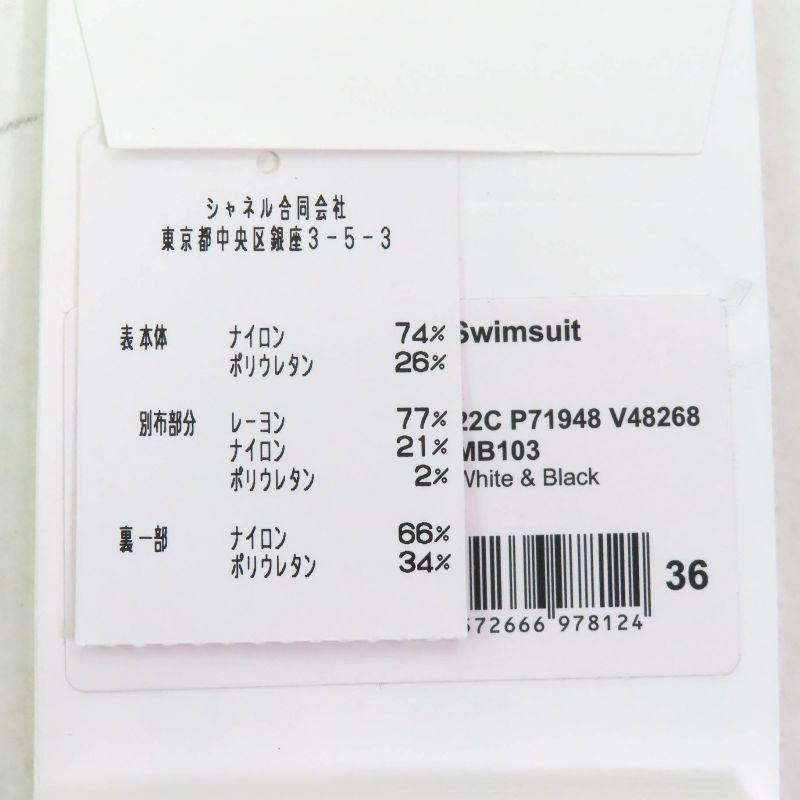 シャネル合同会社
東京都中央区銀座3-5-3
表本体 ナイロン 74%
ポリウレタン 26%
別布部分 レーヨン 77%
ナイロン 21%
ポリウレタン 2%
裏一部 ナイロン 66%
ポリウレタン 34%
Swimsuit
22C P71948 V48268
MB103
White & Black
36
572666 978124